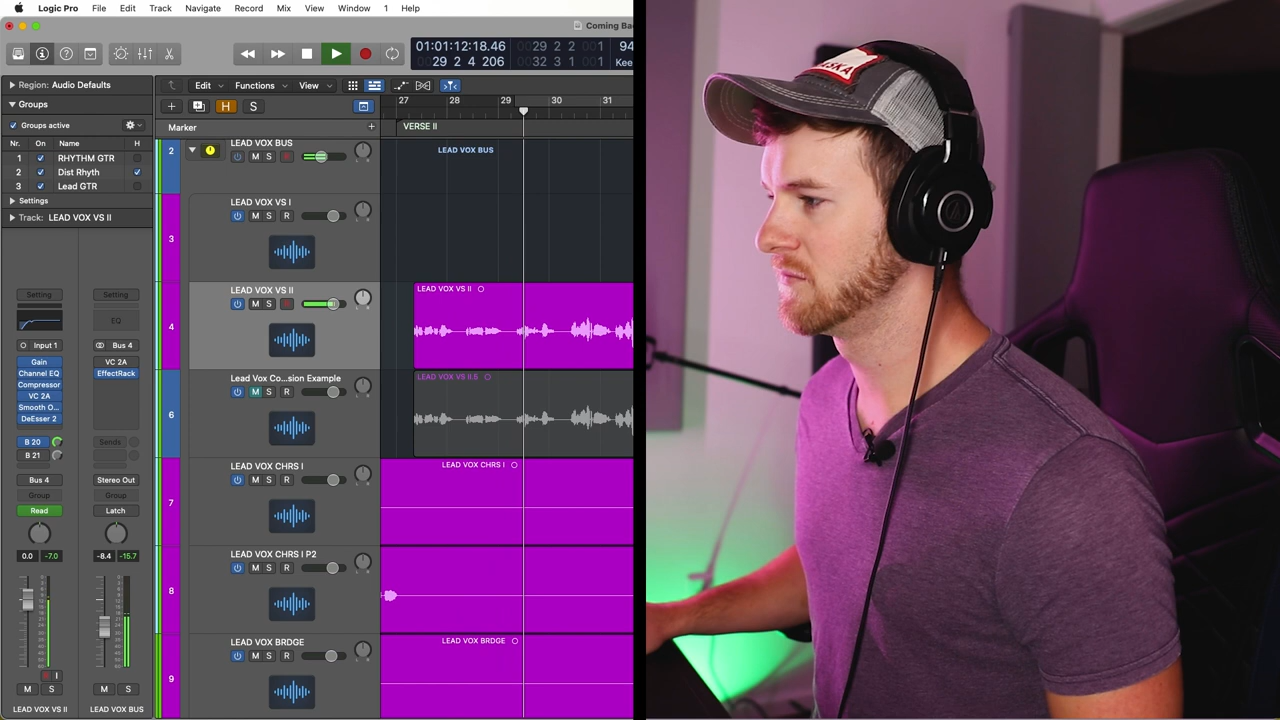 Logic Pro File Edit Track Navigate Record Mix View Window 1 Help
Coming Ba
01:01:12:18.46 0029 2 2 001 94
29 2 4 206 0032 3 1 001 Kee
Region: Audio Defaults
Edit Functions View
Groups
H S
27 28 29 30 31
Groups active
Marker
VERSE II
Nr. On Name H
1 RHYTHM GTR
2 Dist Rhyth
3 Lead GTR
Settings
Track: LEAD VOX VS II
2 LEAD VOX BUS
M S
LEAD VOX BUS
3 LEAD VOX VS I
M S R
4 LEAD VOX VS II
M S
LEAD VOX VS II
6 Lead Vox Co...sion Example
M S R
LEAD VOX VS II.5
7 LEAD VOX CHRS I
M S R
LEAD VOX CHRS I
8 LEAD VOX CHRS I P2
M S R
9 LEAD VOX BRDGE
M S R
LEAD VOX BRDGE
Setting Setting
EQ
Input 1 Bus 4
Gain VC 2A
Channel EQ EffectRack
Compressor
VC 2A
Smooth O...
DeEsser 2
B 20 Sends
B 21
Bus 4 Stereo Out
Group Group
Read Latch
0.0 -7.0 -8.4 -15.7
I
M S M S
LEAD VOX VS II LEAD VOX BUS